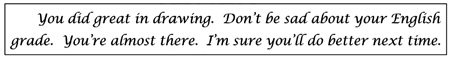 You did great in drawing. Don't be sad about your English
grade. You're almost there. I'm sure you'll do better next time.